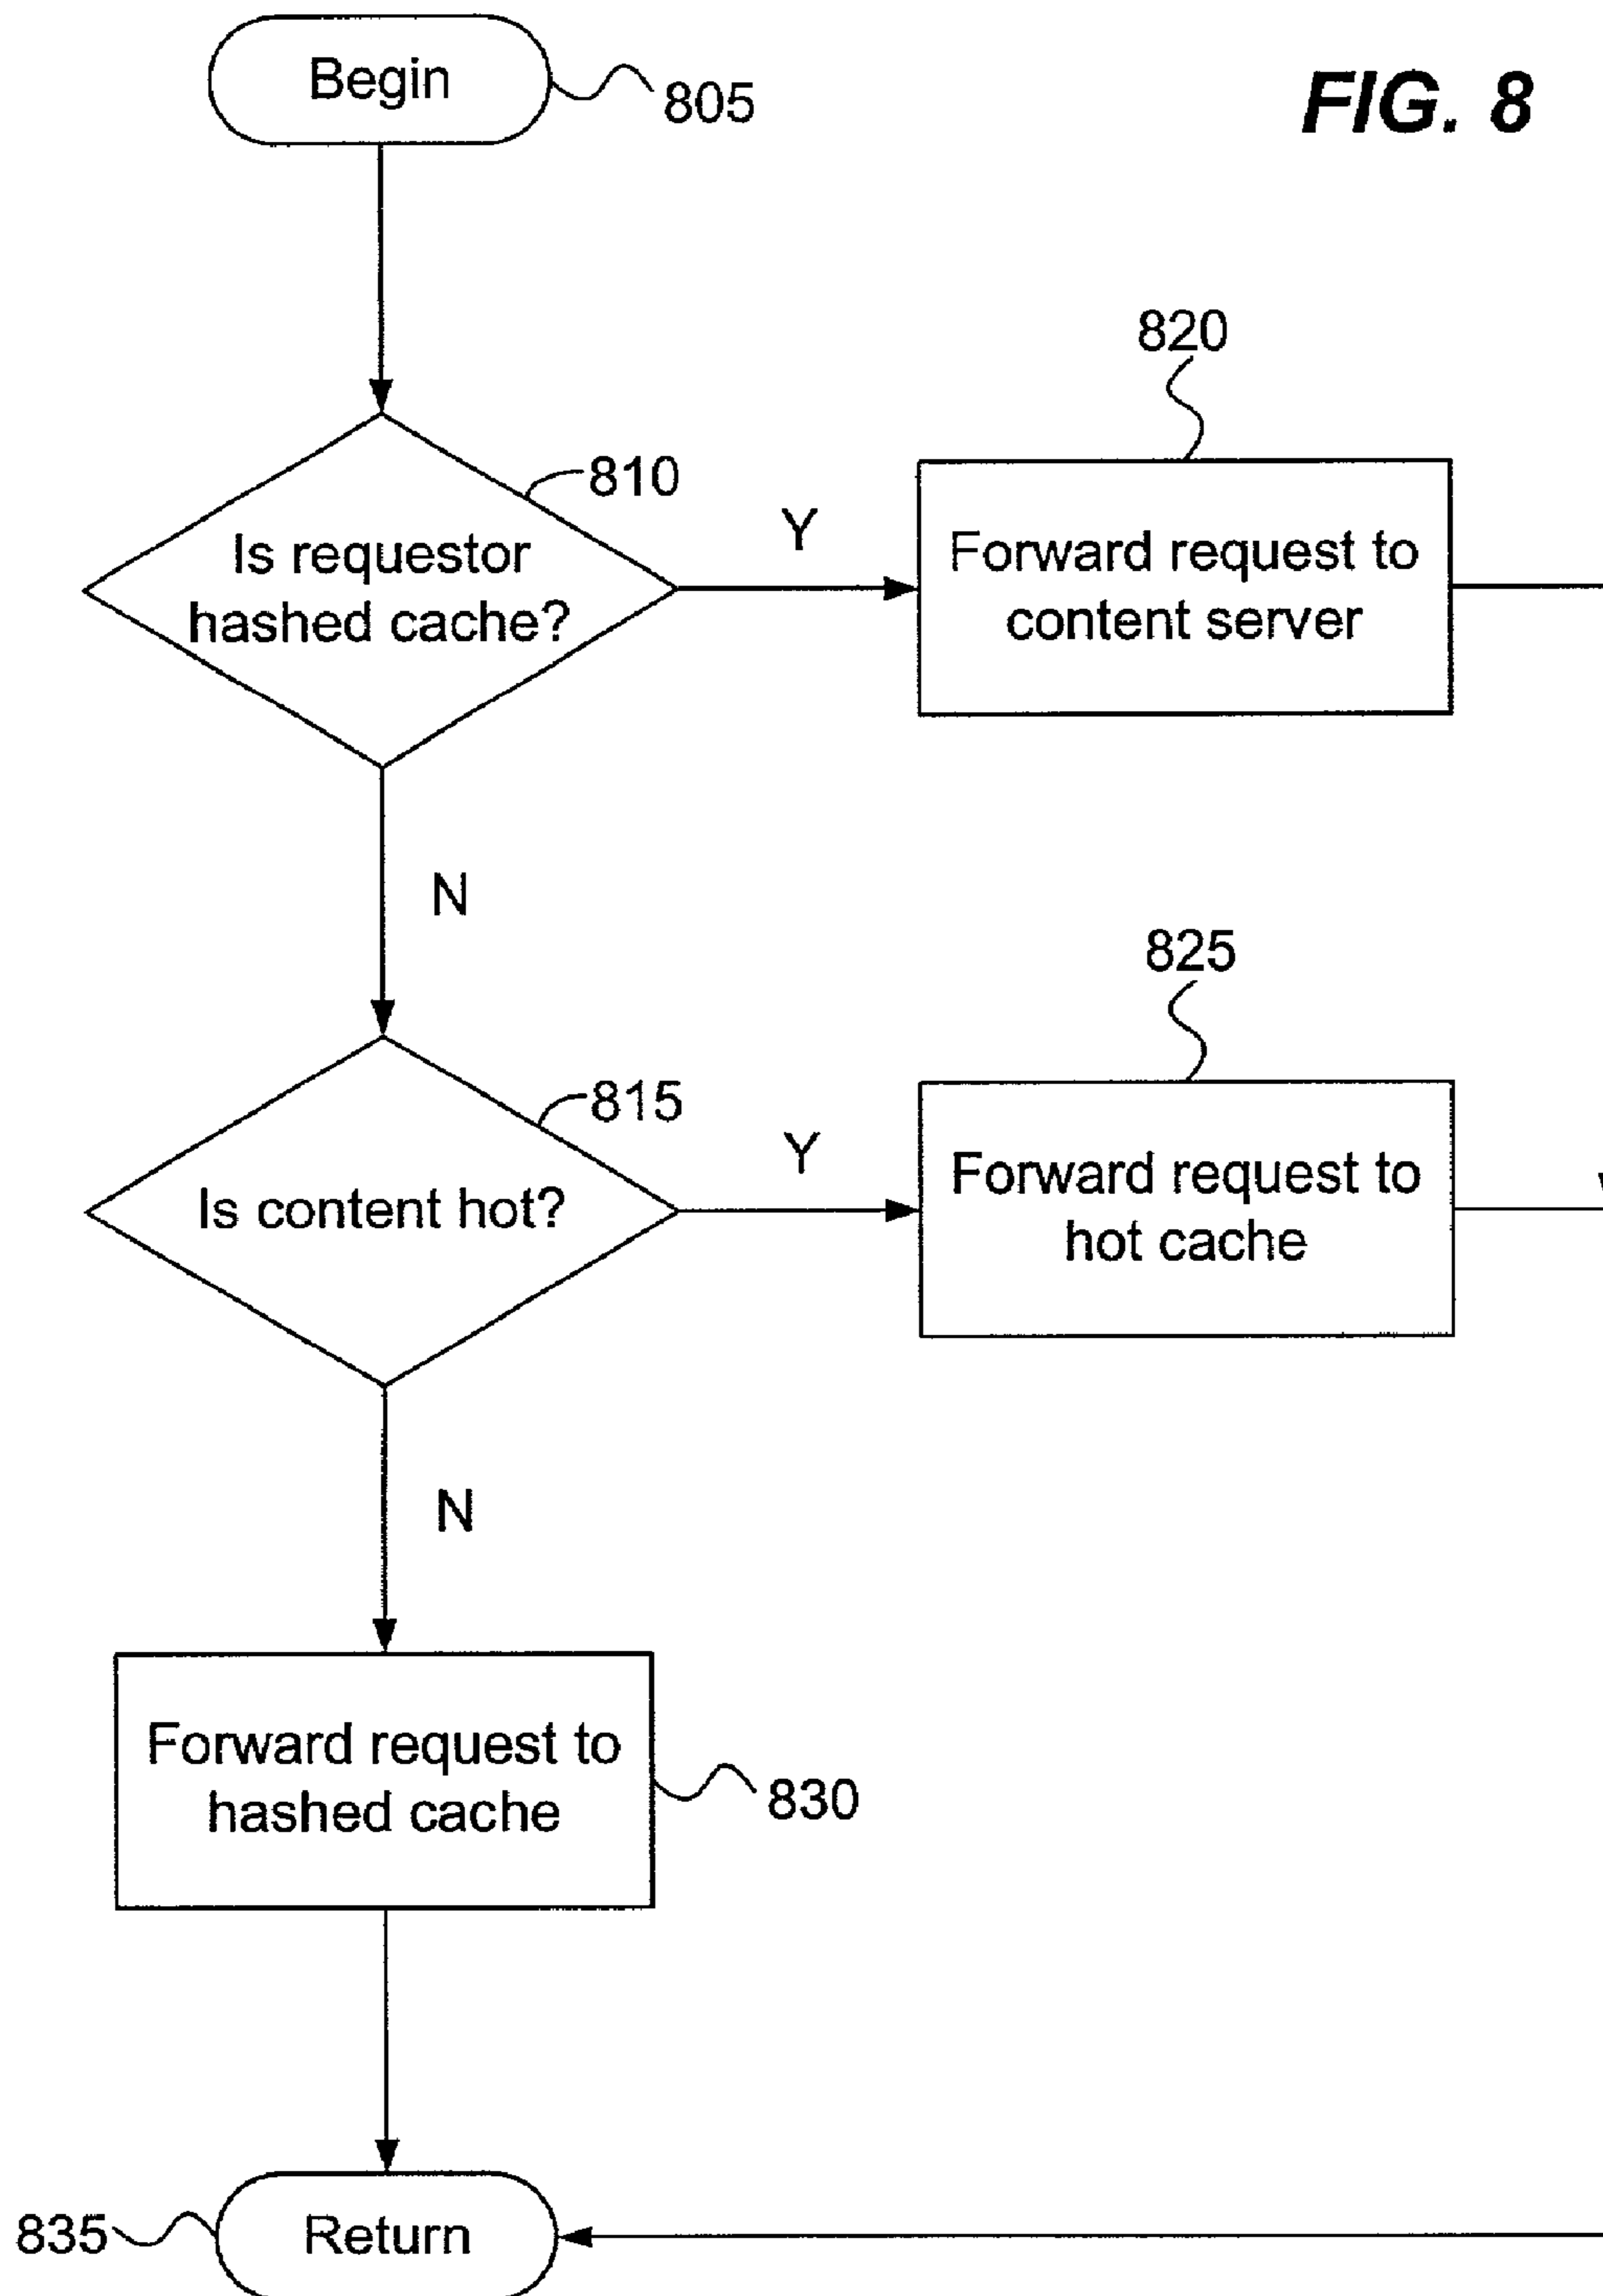 Begin
805
FIG. 8
820
810
Is requestor
hashed cache?
Y
Forward request to
content server
N
825
815
Is content hot?
Y
Forward request to
hot cache
N
Forward request to
hashed cache
830
835
Return